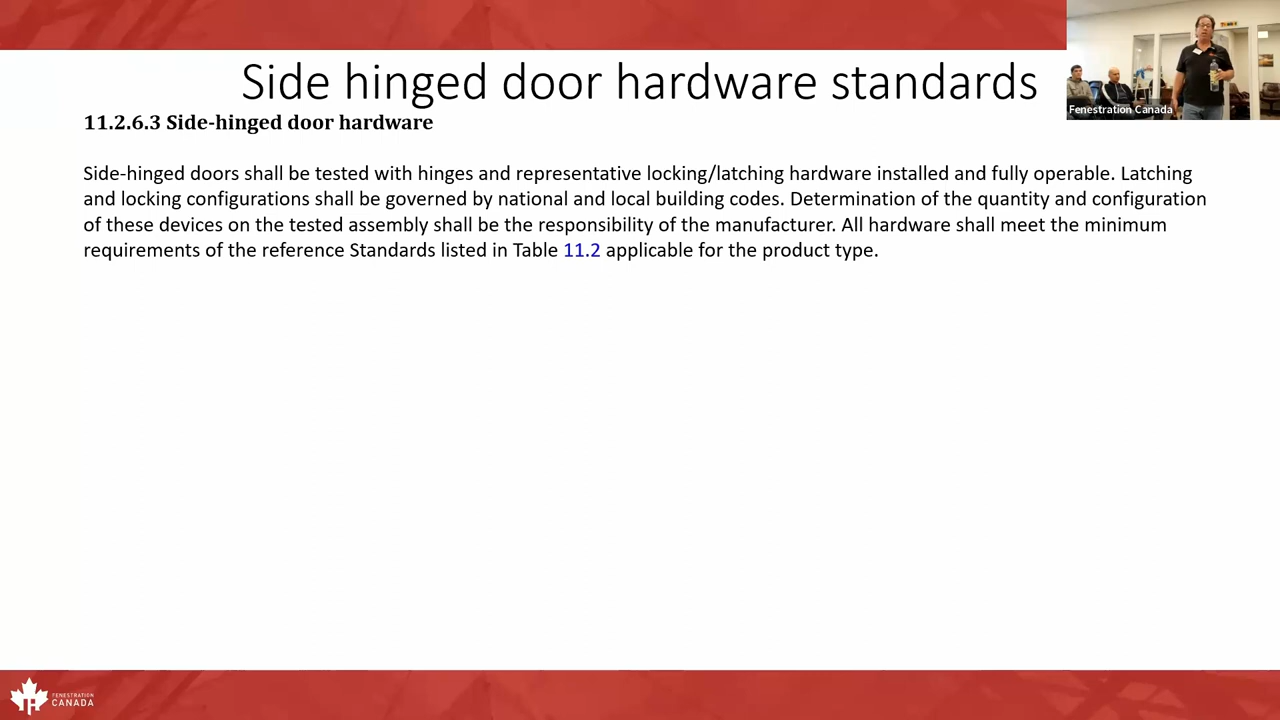 Side hinged door hardware standards
Fenestration Canada
11.2.6.3 Side-hinged door hardware
Side-hinged doors shall be tested with hinges and representative locking/latching hardware installed and fully operable. Latching
and locking configurations shall be governed by national and local building codes. Determination of the quantity and configuration
of these devices on the tested assembly shall be the responsibility of the manufacturer. All hardware shall meet the minimum
requirements of the reference Standards listed in Table 11.2 applicable for the product type.
FENESTRATION
CANADA